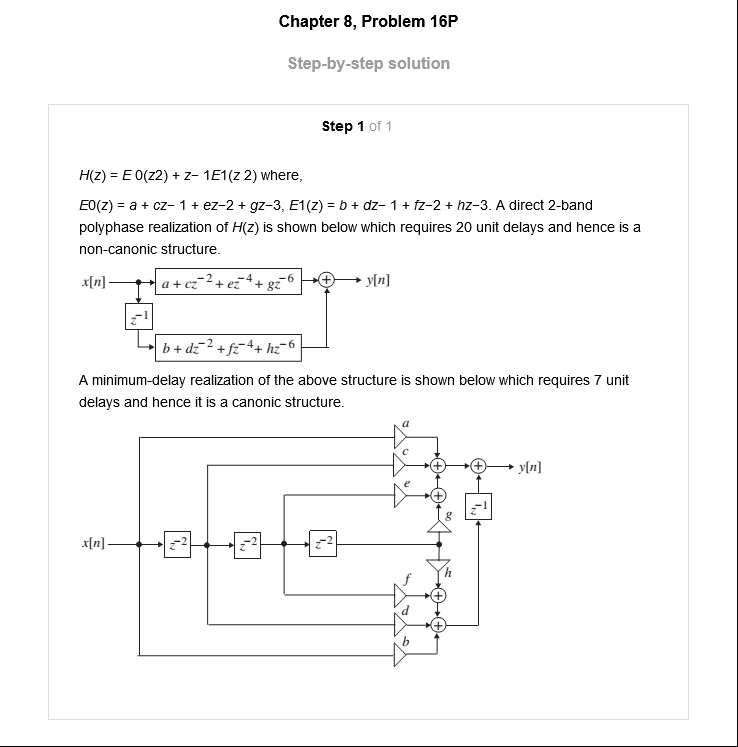 Chapter 8, Problem 16P
Step-by-step solution
Step 1 of 1
H(z) = E 0(z2) + z− 1E1(z 2) where,
E0(z) = a + cz− 1 + ez−2 + gz−3, E1(z) = b + dz− 1 + fz−2 + hz−3. A direct 2-band
polyphase realization of H(z) is shown below which requires 20 unit delays and hence is a
non-canonic structure.
x[n] a + cz⁻² + ez⁻⁴ + gz⁻⁶ + y[n]
z⁻¹
b + dz⁻² + fz⁻⁴ + hz⁻⁶
A minimum-delay realization of the above structure is shown below which requires 7 unit
delays and hence it is a canonic structure.
a
c + + y[n]
e +
g z⁻¹
x[n] z⁻² z⁻² z⁻²
h
f +
d +
b